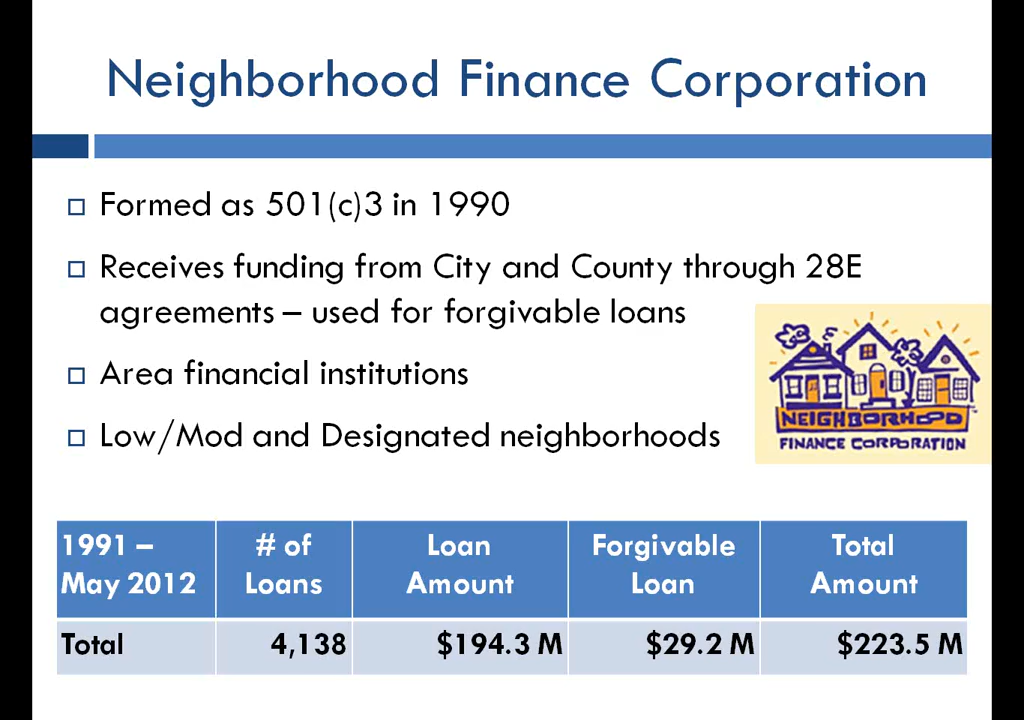 Neighborhood Finance Corporation
Formed as 501(c)3 in 1990
Receives funding from City and County through 28E
agreements – used for forgivable loans
Area financial institutions
Low/Mod and Designated neighborhoods
NEIGHBORHOOD
FINANCE CORPORATION
1991 –
May 2012
# of
Loans
Loan
Amount
Forgivable
Loan
Total
Amount
Total 4,138 $194.3 M $29.2 M $223.5 M